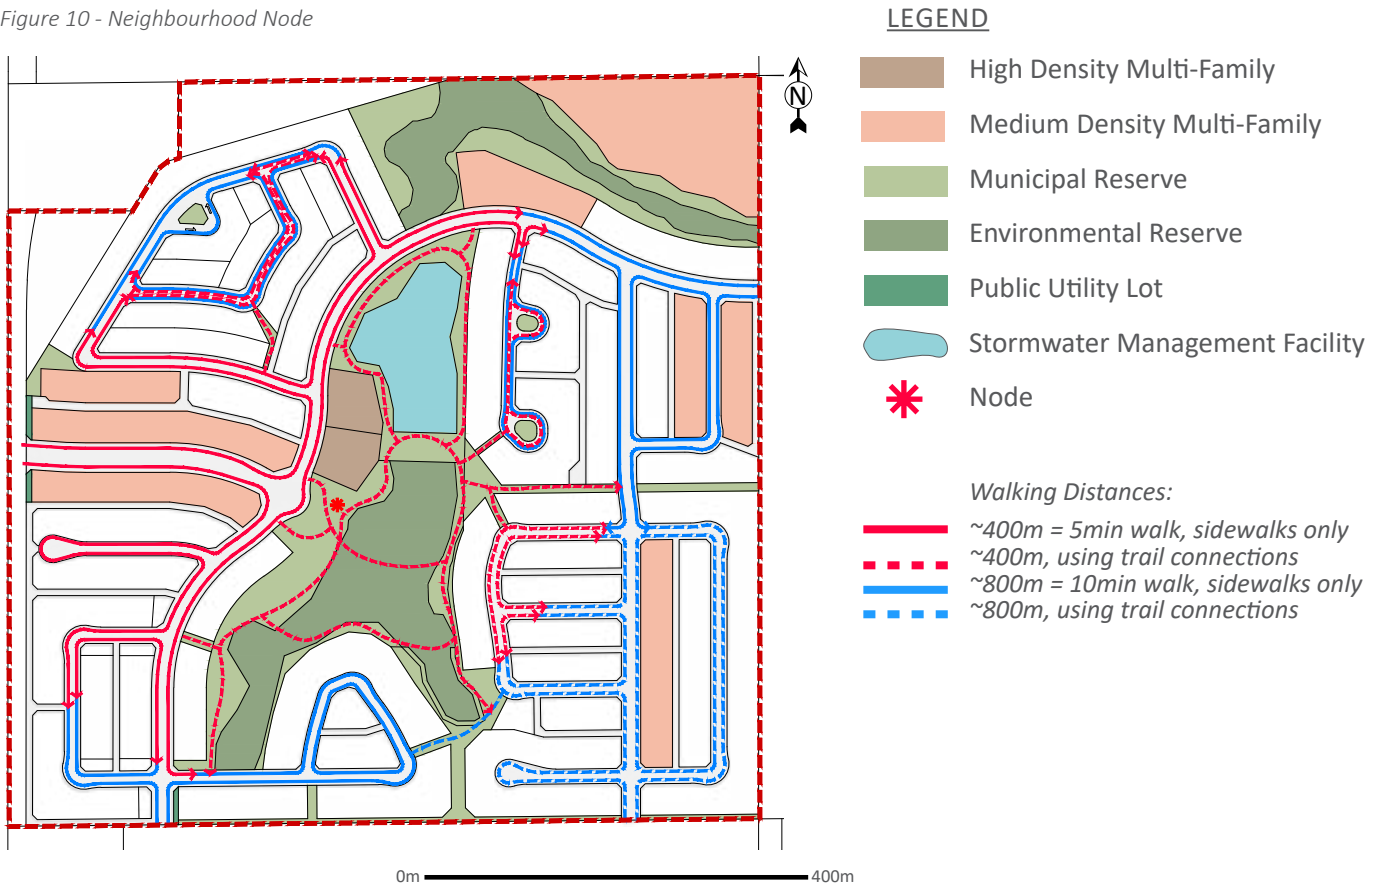 Figure 10 - Neighbourhood Node
LEGEND
N
High Density Multi-Family
Medium Density Multi-Family
Municipal Reserve
Environmental Reserve
Public Utility Lot
Stormwater Management Facility
Node
Walking Distances:
~400m = 5min walk, sidewalks only
~400m, using trail connections
~800m = 10min walk, sidewalks only
~800m, using trail connections
0m
400m